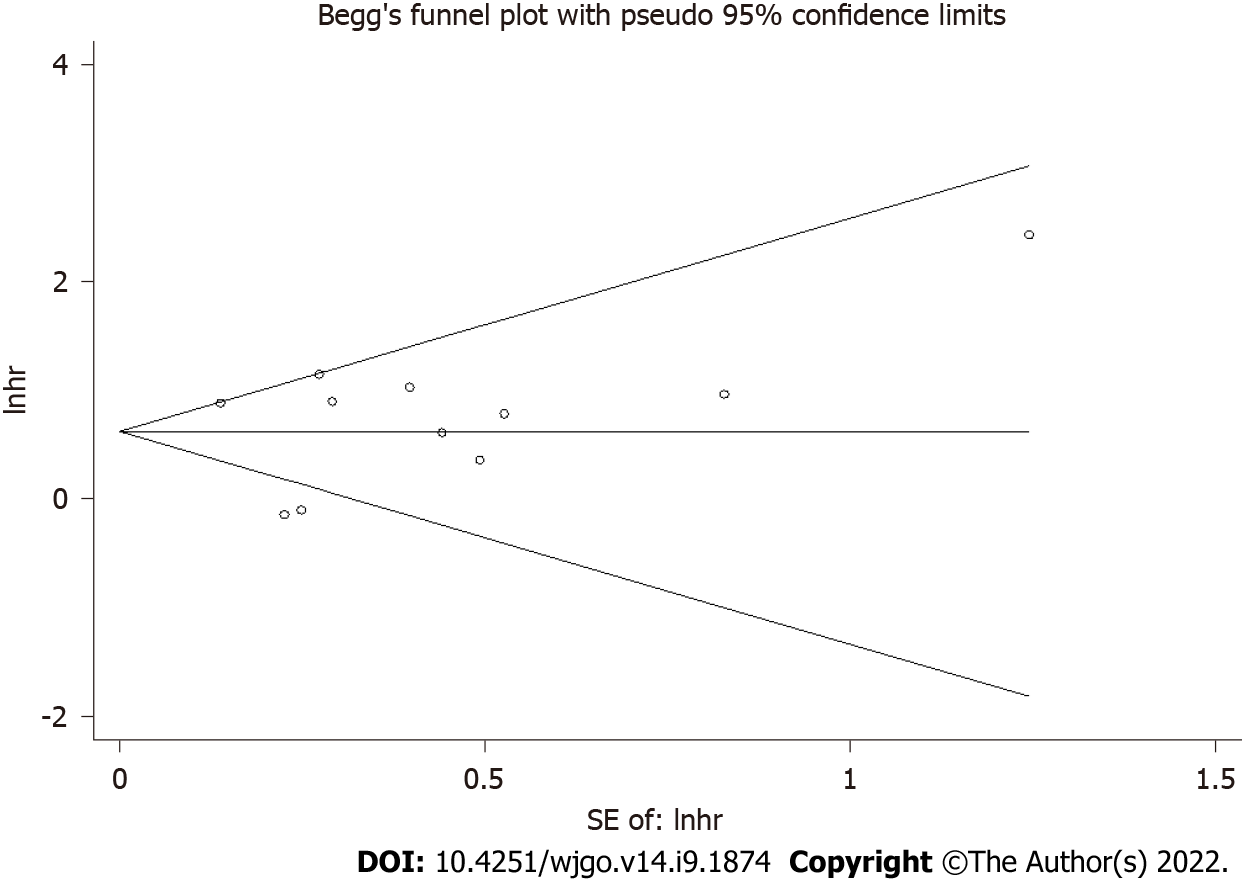 Begg's funnel plot with pseudo 95% confidence limits
4
2
0
-2
lnhr
0
0.5
1
1.5
SE of: lnhr
DOI: 10.4251/wjgo.v14.i9.1874 Copyright ©The Author(s) 2022.